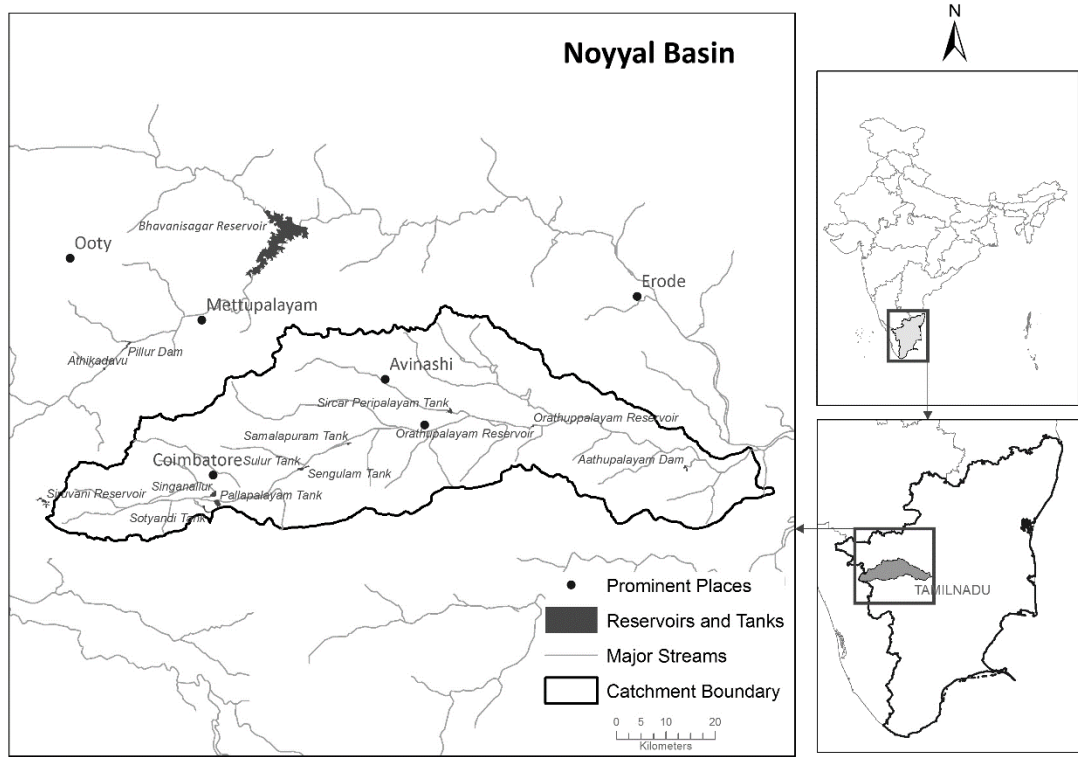 Noyyal Basin
N
Bhavanisagar Reservoir
Ooty
Erode
Mettupalayam
Pillur Dam
Athikadavu
Avinashi
Sircar Peripalayam Tank
Orathuppalayam Reservoir
Samalapuram Tank
Orathupalayam Reservoir
Coimbatore
Sulur Tank
Aathupalayam Dam
Sengulam Tank
Singanallur
Siruvani Reservoir
Pallapalayam Tank
Sotyandi Tank
Prominent Places
Reservoirs and Tanks
Major Streams
Catchment Boundary
0 5 10 20
Kilometers
TAMILNADU